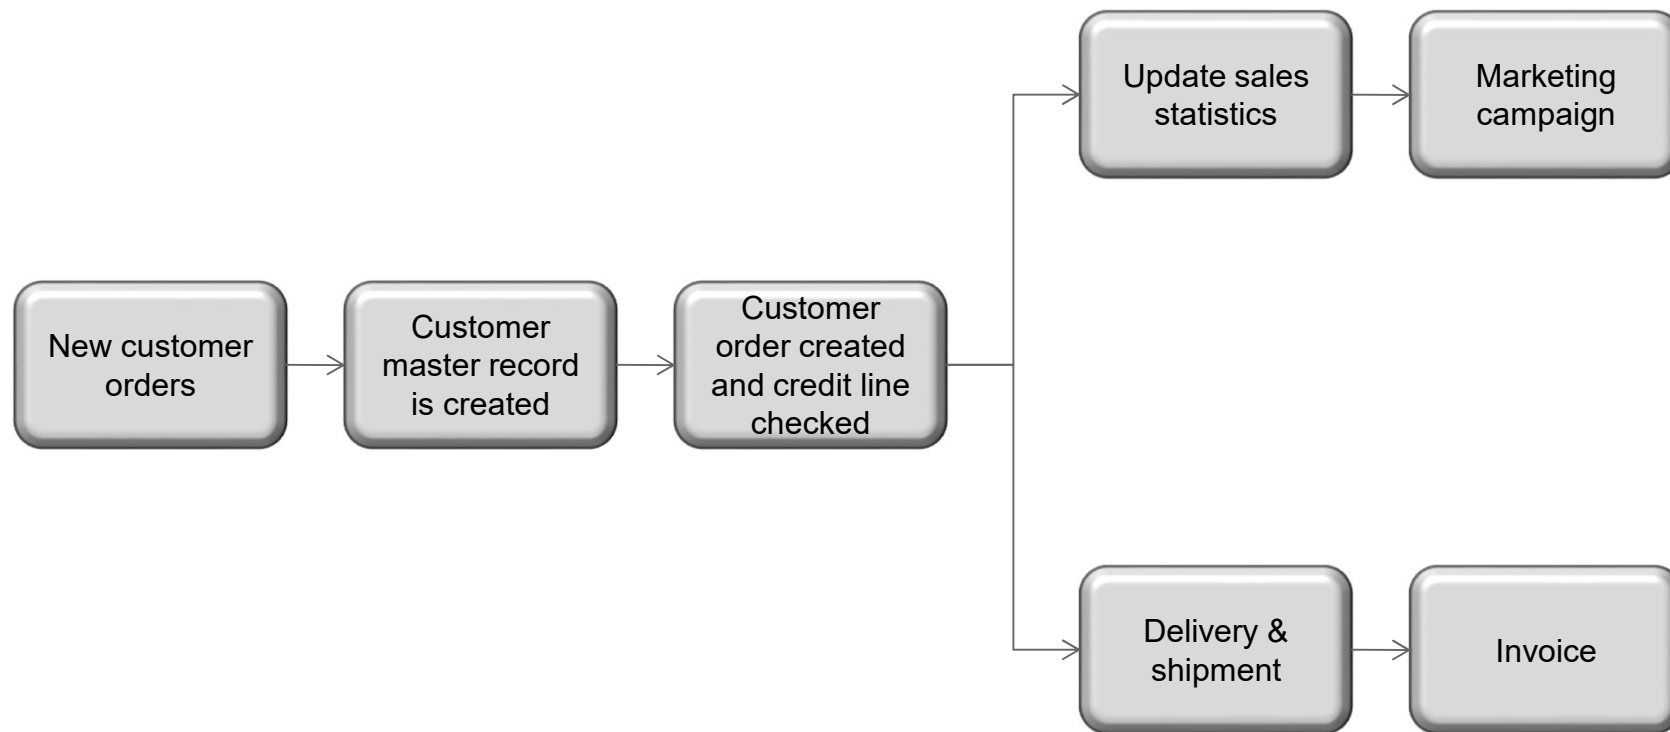 New customer
orders
Customer
master record
is created
Customer
order created
and credit line
checked
Update sales
statistics
Marketing
campaign
Delivery &
shipment
Invoice